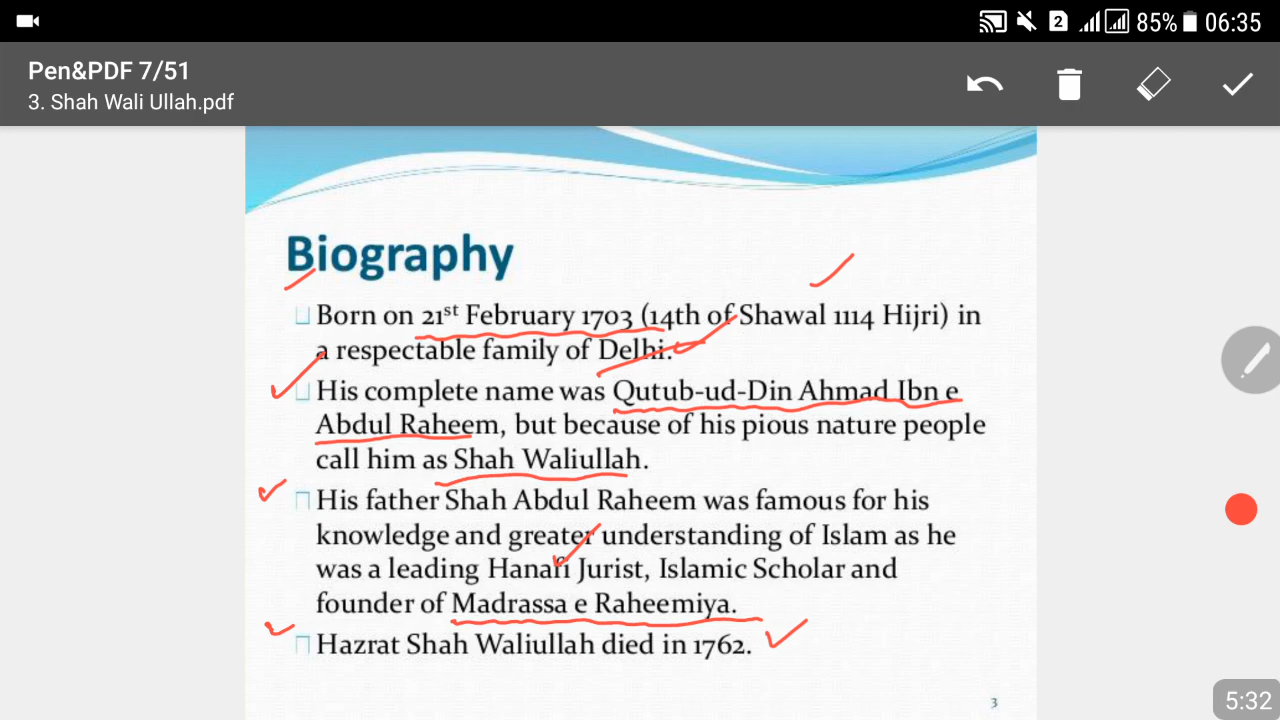 2 85% 06:35
Pen&PDF 7/51
3. Shah Wali Ullah.pdf
Biography
Born on 21st February 1703 (14th of Shawal 1114 Hijri) in
a respectable family of Delhi.
His complete name was Qutub-ud-Din Ahmad Ibn e
Abdul Raheem, but because of his pious nature people
call him as Shah Waliullah.
His father Shah Abdul Raheem was famous for his
knowledge and greater understanding of Islam as he
was a leading Hanafi Jurist, Islamic Scholar and
founder of Madrassa e Raheemiya.
Hazrat Shah Waliullah died in 1762.
3
5:32